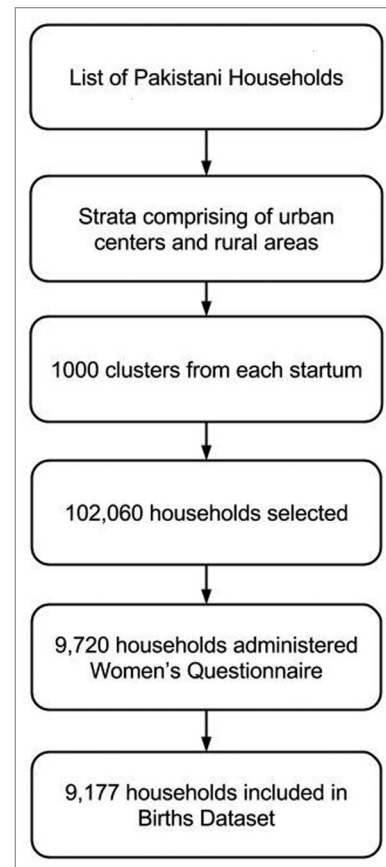 List of Pakistani Households
Strata comprising of urban
centers and rural areas
1000 clusters from each startum
102,060 households selected
9,720 households administered
Women's Questionnaire
9,177 households included in
Births Dataset